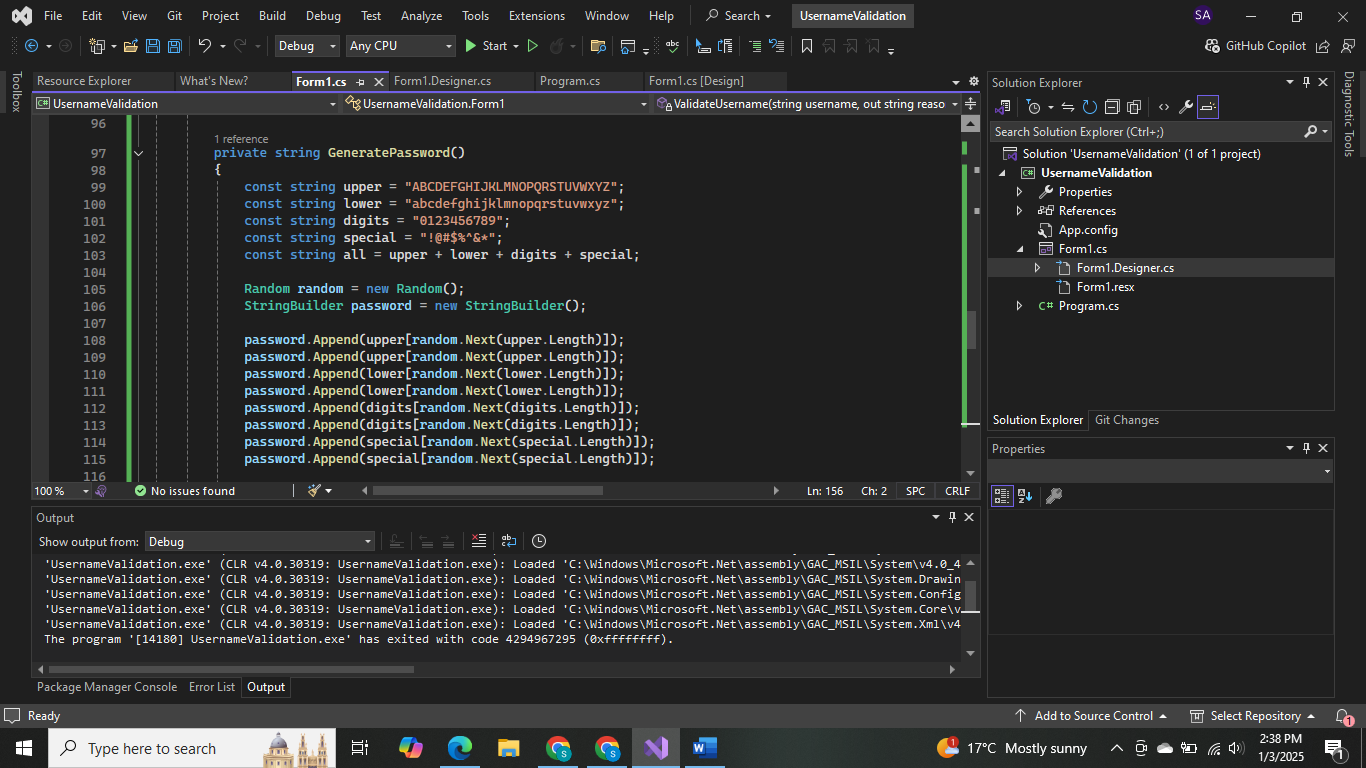 File Edit View Git Project Build Debug Test Analyze Tools Extensions Window Help Search UsernameValidation SA
Debug Any CPU Start GitHub Copilot
Toolbox
Resource Explorer What's New? Form1.cs Form1.Designer.cs Program.cs Form1.cs [Design]
UsernameValidation UsernameValidation.Form1 ValidateUsername(string username, out string reaso
96
1 reference
97 private string GeneratePassword()
98 {
99 const string upper = "ABCDEFGHIJKLMNOPQRSTUVWXYZ";
100 const string lower = "abcdefghijklmnopqrstuvwxyz";
101 const string digits = "0123456789";
102 const string special = "!@#$%^&*";
103 const string all = upper + lower + digits + special;
104
105 Random random = new Random();
106 StringBuilder password = new StringBuilder();
107
108 password.Append(upper[random.Next(upper.Length)]);
109 password.Append(upper[random.Next(upper.Length)]);
110 password.Append(lower[random.Next(lower.Length)]);
111 password.Append(lower[random.Next(lower.Length)]);
112 password.Append(digits[random.Next(digits.Length)]);
113 password.Append(digits[random.Next(digits.Length)]);
114 password.Append(special[random.Next(special.Length)]);
115 password.Append(special[random.Next(special.Length)]);
116
100 % No issues found Ln: 156 Ch: 2 SPC CRLF
Output
Show output from: Debug
'UsernameValidation.exe' (CLR v4.0.30319: UsernameValidation.exe): Loaded 'C:\Windows\Microsoft.Net\assembly\GAC_MSIL\System\v4.0_4
'UsernameValidation.exe' (CLR v4.0.30319: UsernameValidation.exe): Loaded 'C:\Windows\Microsoft.Net\assembly\GAC_MSIL\System.Drawin
'UsernameValidation.exe' (CLR v4.0.30319: UsernameValidation.exe): Loaded 'C:\Windows\Microsoft.Net\assembly\GAC_MSIL\System.Config
'UsernameValidation.exe' (CLR v4.0.30319: UsernameValidation.exe): Loaded 'C:\Windows\Microsoft.Net\assembly\GAC_MSIL\System.Core\v
'UsernameValidation.exe' (CLR v4.0.30319: UsernameValidation.exe): Loaded 'C:\Windows\Microsoft.Net\assembly\GAC_MSIL\System.Xml\v4
The program '[14180] UsernameValidation.exe' has exited with code 4294967295 (0xffffffff).
Package Manager Console Error List Output
Solution Explorer
Search Solution Explorer (Ctrl+;)
Solution 'UsernameValidation' (1 of 1 project)
C# UsernameValidation
Properties
References
App.config
Form1.cs
Form1.Designer.cs
Form1.resx
C# Program.cs
Solution Explorer Git Changes
Properties
Diagnostic Tools
Ready Add to Source Control Select Repository 1
Type here to search 1 17°C Mostly sunny 2:38 PM
1/3/2025 1